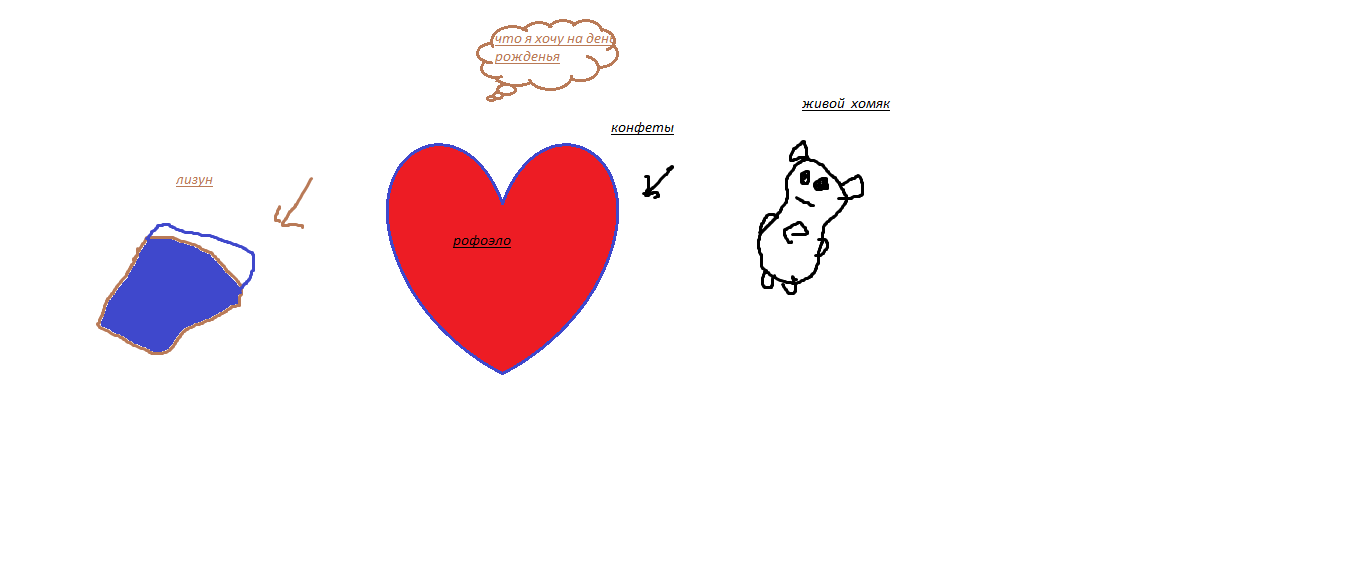 что я хочу на день
рожденья
живой хомяк
конфеты
лизун
рофоэло